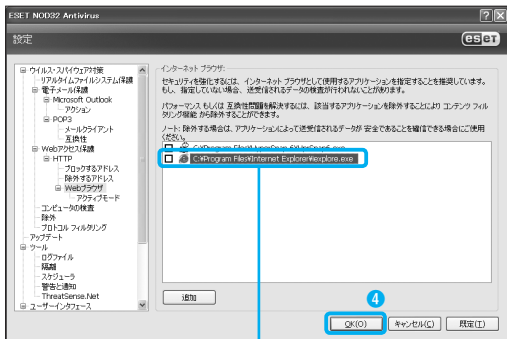 ESET NOD32 Antivirus
設定
eset
ウイルス・スパイウェア対策
リアルタイムファイルシステム保護
電子メール保護
Microsoft Outlook
アクション
POP3
メールクライアント
互換性
Webアクセス保護
HTTP
ブロックするアドレス
除外するアドレス
Webブラウザ
アクティブモード
コンピュータの検査
除外
プロトコル フィルタリング
アップデート
ツール
ログファイル
隔離
スケジューラ
警告と通知
ThreatSense.Net
ユーザーインタフェース
インターネット ブラウザ:
セキュリティを強化するには、インターネット ブラウザとして使用するアプリケーションを指定することを推奨しています。
もし、指定していない場合、送受信されるデータの検査が行われないことがあります。
パフォーマンス もしくは 互換性問題を解決するには、該当するアプリケーションを除外することにより コンテンツ フィル
タリング機能 から除外することができます。
ノート: 除外する場合は、アプリケーションによって送受信されるデータが 安全であることを確信できる場合にご使用
ください。
C:¥Program Files¥HyperSnap 6¥HprSnap6.exe
C:¥Program Files¥Internet Explorer¥iexplore.exe
追加
4
OK(O)
キャンセル(C)
既定(T)